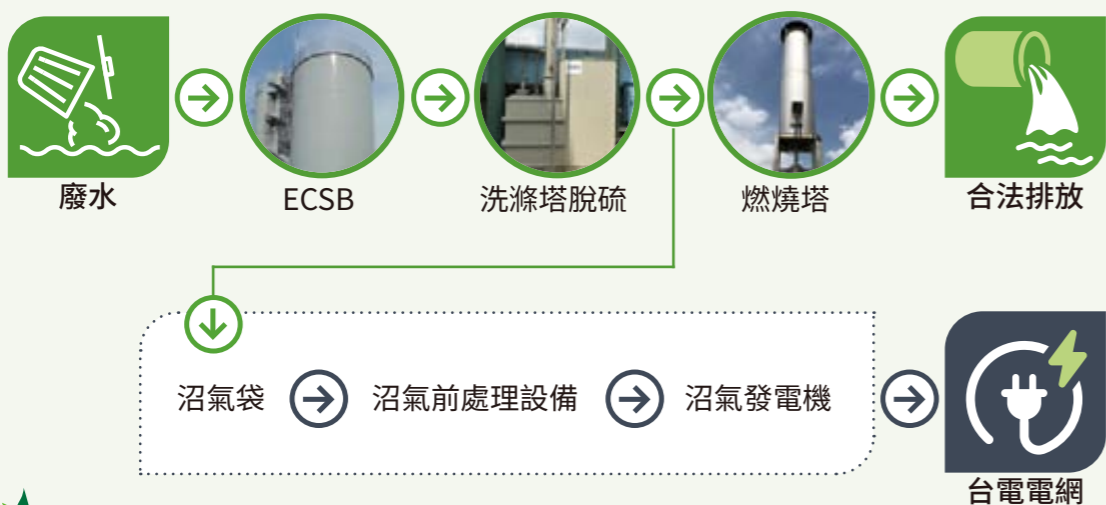 廢水
ECSB
洗滌塔脫硫
燃燒塔
合法排放
沼氣袋
沼氣前處理設備
沼氣發電機
台電電網